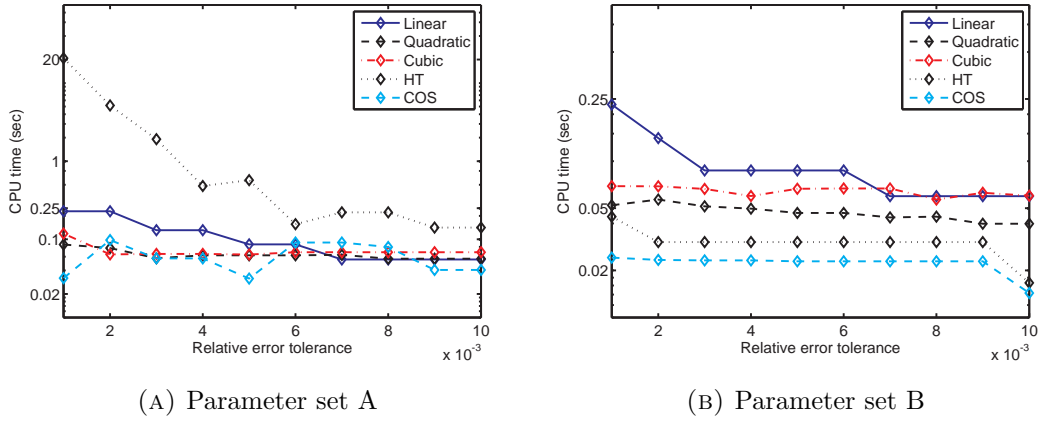 Linear
Quadratic
Cubic
HT
COS
20
1
0.25
0.1
0.02
CPU time (sec)
2
4
6
8
10
Relative error tolerance
x 10⁻³
(A) Parameter set A
Linear
Quadratic
Cubic
HT
COS
0.25
0.05
0.02
CPU time (sec)
2
4
6
8
10
Relative error tolerance
x 10⁻³
(B) Parameter set B